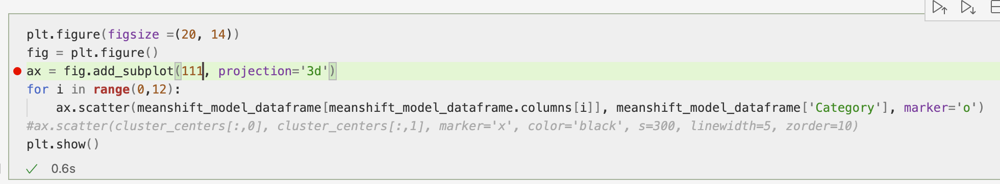 plt.figure(figsize =(20, 14))
fig = plt.figure()
ax = fig.add_subplot(111, projection='3d')
for i in range(0,12):
    ax.scatter(meanshift_model_dataframe[meanshift_model_dataframe.columns[i]], meanshift_model_dataframe['Category'], marker='o')
#ax.scatter(cluster_centers[:,0], cluster_centers[:,1], marker='x', color='black', s=300, linewidth=5, zorder=10)
plt.show()
0.6s